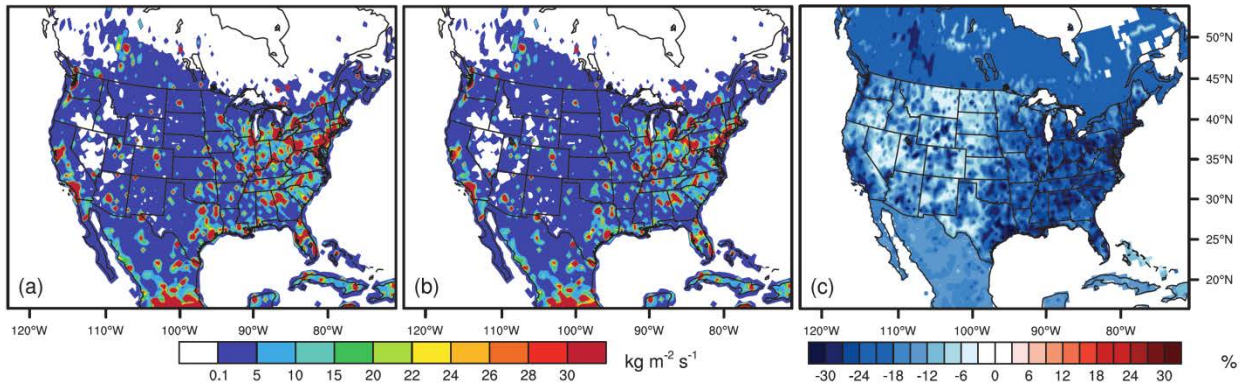 (a)
(b)
(c)
50°N
45°N
40°N
35°N
30°N
25°N
20°N
120°W 110°W 100°W 90°W 80°W
120°W 110°W 100°W 90°W 80°W
120°W 110°W 100°W 90°W 80°W
0.1 5 10 15 20 22 24 26 28 30 kg m⁻² s⁻¹
-30 -24 -18 -12 -6 0 6 12 18 24 30 %